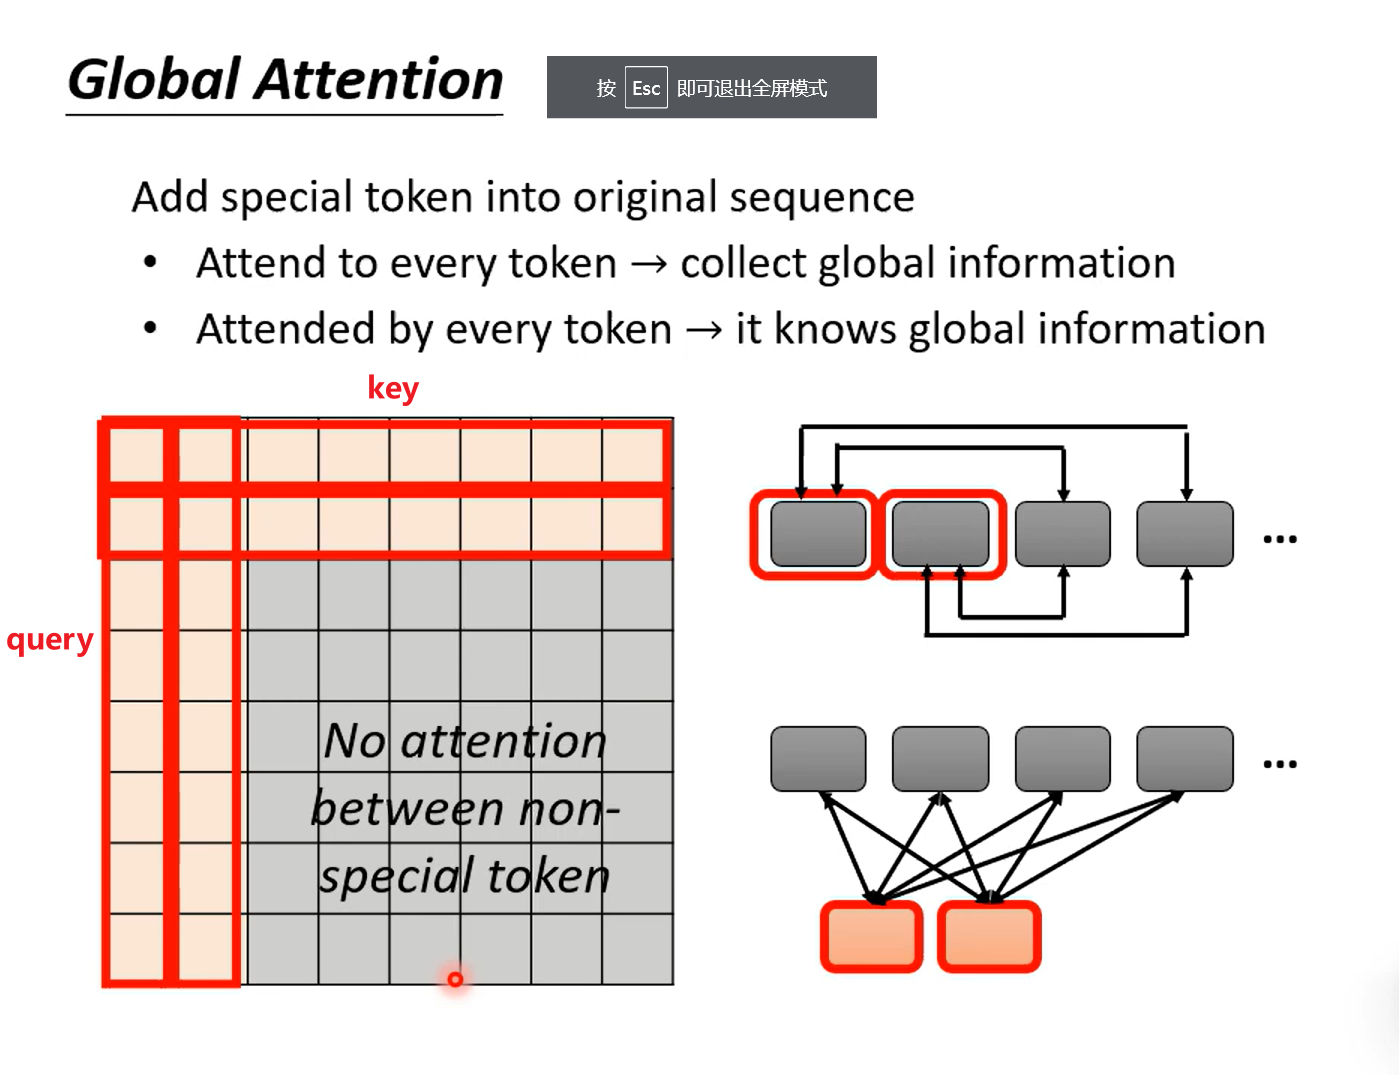 Global Attention
按 Esc 即可退出全屏模式
Add special token into original sequence
• Attend to every token → collect global information
• Attended by every token → it knows global information
key
query
No attention
between non-
special token
...
...